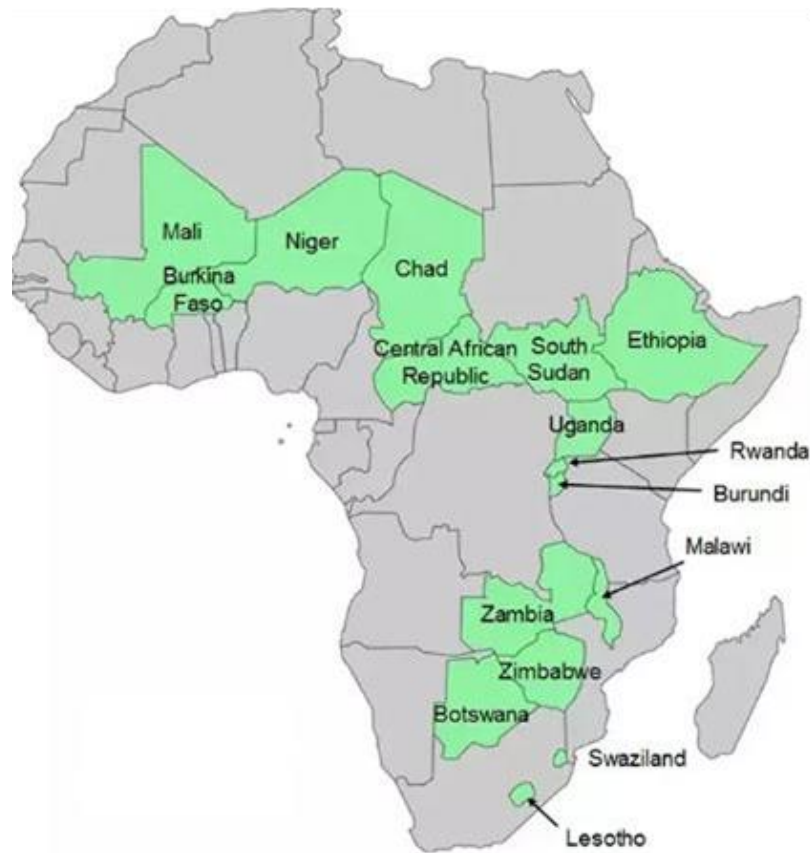 Mali
Niger
Chad
Burkina
Faso
Central African
Republic
South
Sudan
Ethiopia
Uganda
Rwanda
Burundi
Malawi
Zambia
Zimbabwe
Botswana
Swaziland
Lesotho